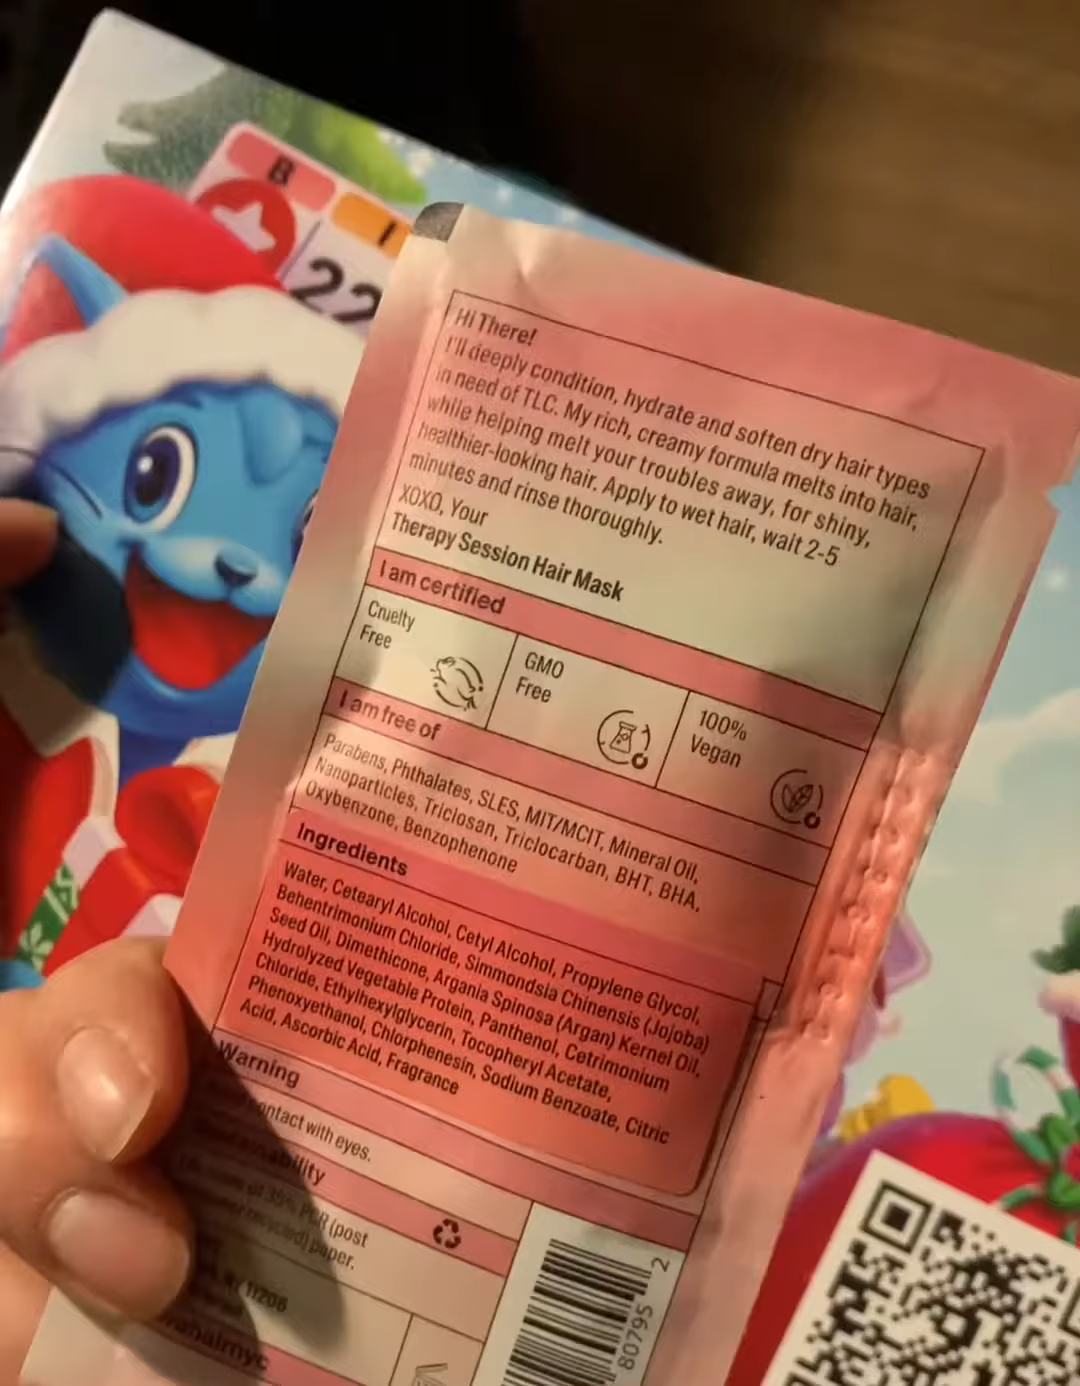 B I
22
Hi There!
I'll deeply condition, hydrate and soften dry hair types
in need of TLC. My rich, creamy formula melts into hair,
while helping melt your troubles away, for shiny,
healthier-looking hair. Apply to wet hair, wait 2-5
minutes and rinse thoroughly.
XOXO, Your
Therapy Session Hair Mask
I am certified
Cruelty
Free
GMO
Free
100%
Vegan
I am free of
Parabens, Phthalates, SLES, MIT/MCIT, Mineral Oil,
Nanoparticles, Triclosan, Triclocarban, BHT, BHA,
Oxybenzone, Benzophenone
Ingredients
Water, Cetearyl Alcohol, Cetyl Alcohol, Propylene Glycol,
Behentrimonium Chloride, Simmondsia Chinensis (Jojoba)
Seed Oil, Dimethicone, Argania Spinosa (Argan) Kernel Oil,
Hydrolyzed Vegetable Protein, Panthenol, Cetrimonium
Chloride, Ethylhexylglycerin, Tocopheryl Acetate,
Phenoxyethanol, Chlorphenesin, Sodium Benzoate, Citric
Acid, Ascorbic Acid, Fragrance
Warning
contact with eyes.
35% PCR (post
recycled) paper.
11206
80795 2